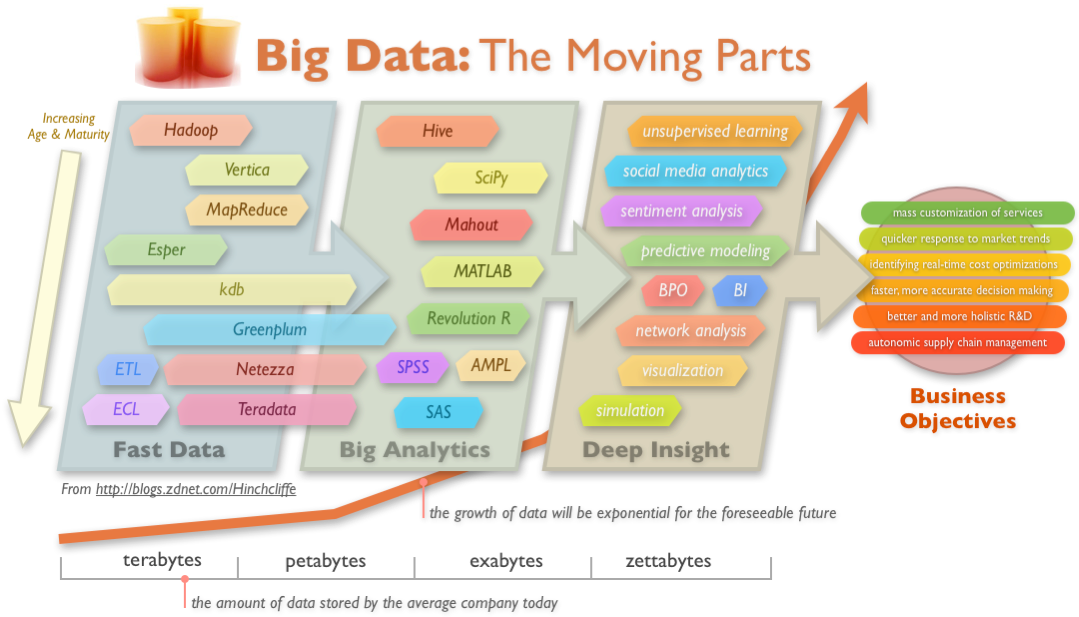 Big Data: The Moving Parts
Increasing
Age & Maturity
Hadoop
Vertica
MapReduce
Esper
kdb
Greenplum
ETL
Netezza
ECL
Teradata
Fast Data
Hive
SciPy
Mahout
MATLAB
Revolution R
SPSS
AMPL
SAS
Big Analytics
unsupervised learning
social media analytics
sentiment analysis
predictive modeling
BPO
BI
network analysis
visualization
simulation
Deep Insight
mass customization of services
quicker response to market trends
identifying real-time cost optimizations
faster, more accurate decision making
better and more holistic R&D
autonomic supply chain management
Business
Objectives
From http://blogs.zdnet.com/Hinchcliffe
the growth of data will be exponential for the foreseeable future
terabytes
petabytes
exabytes
zettabytes
the amount of data stored by the average company today